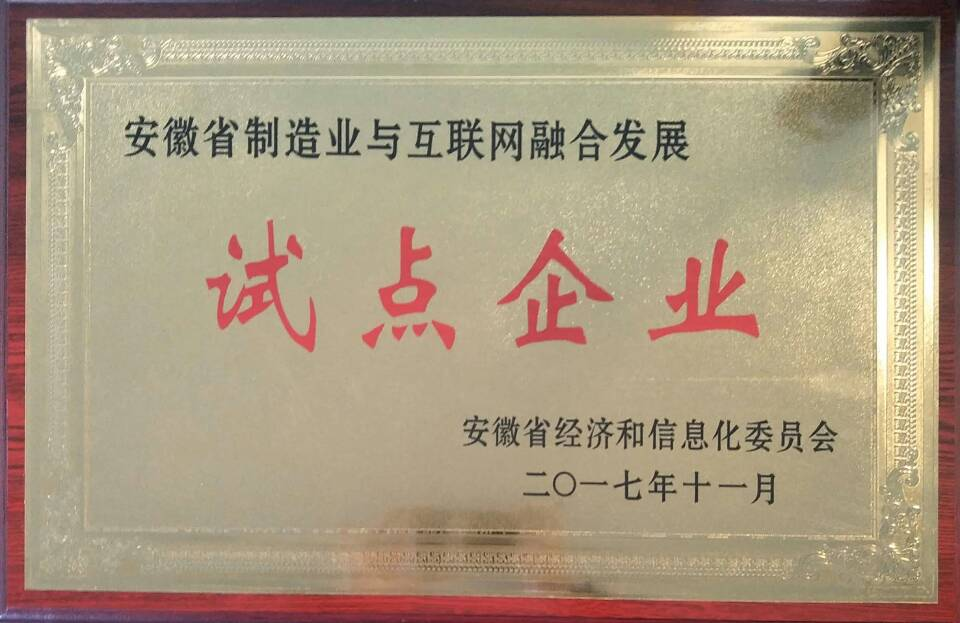 安徽省制造业与互联网融合发展
试点企业
安徽省经济和信息化委员会
二〇一七年十一月